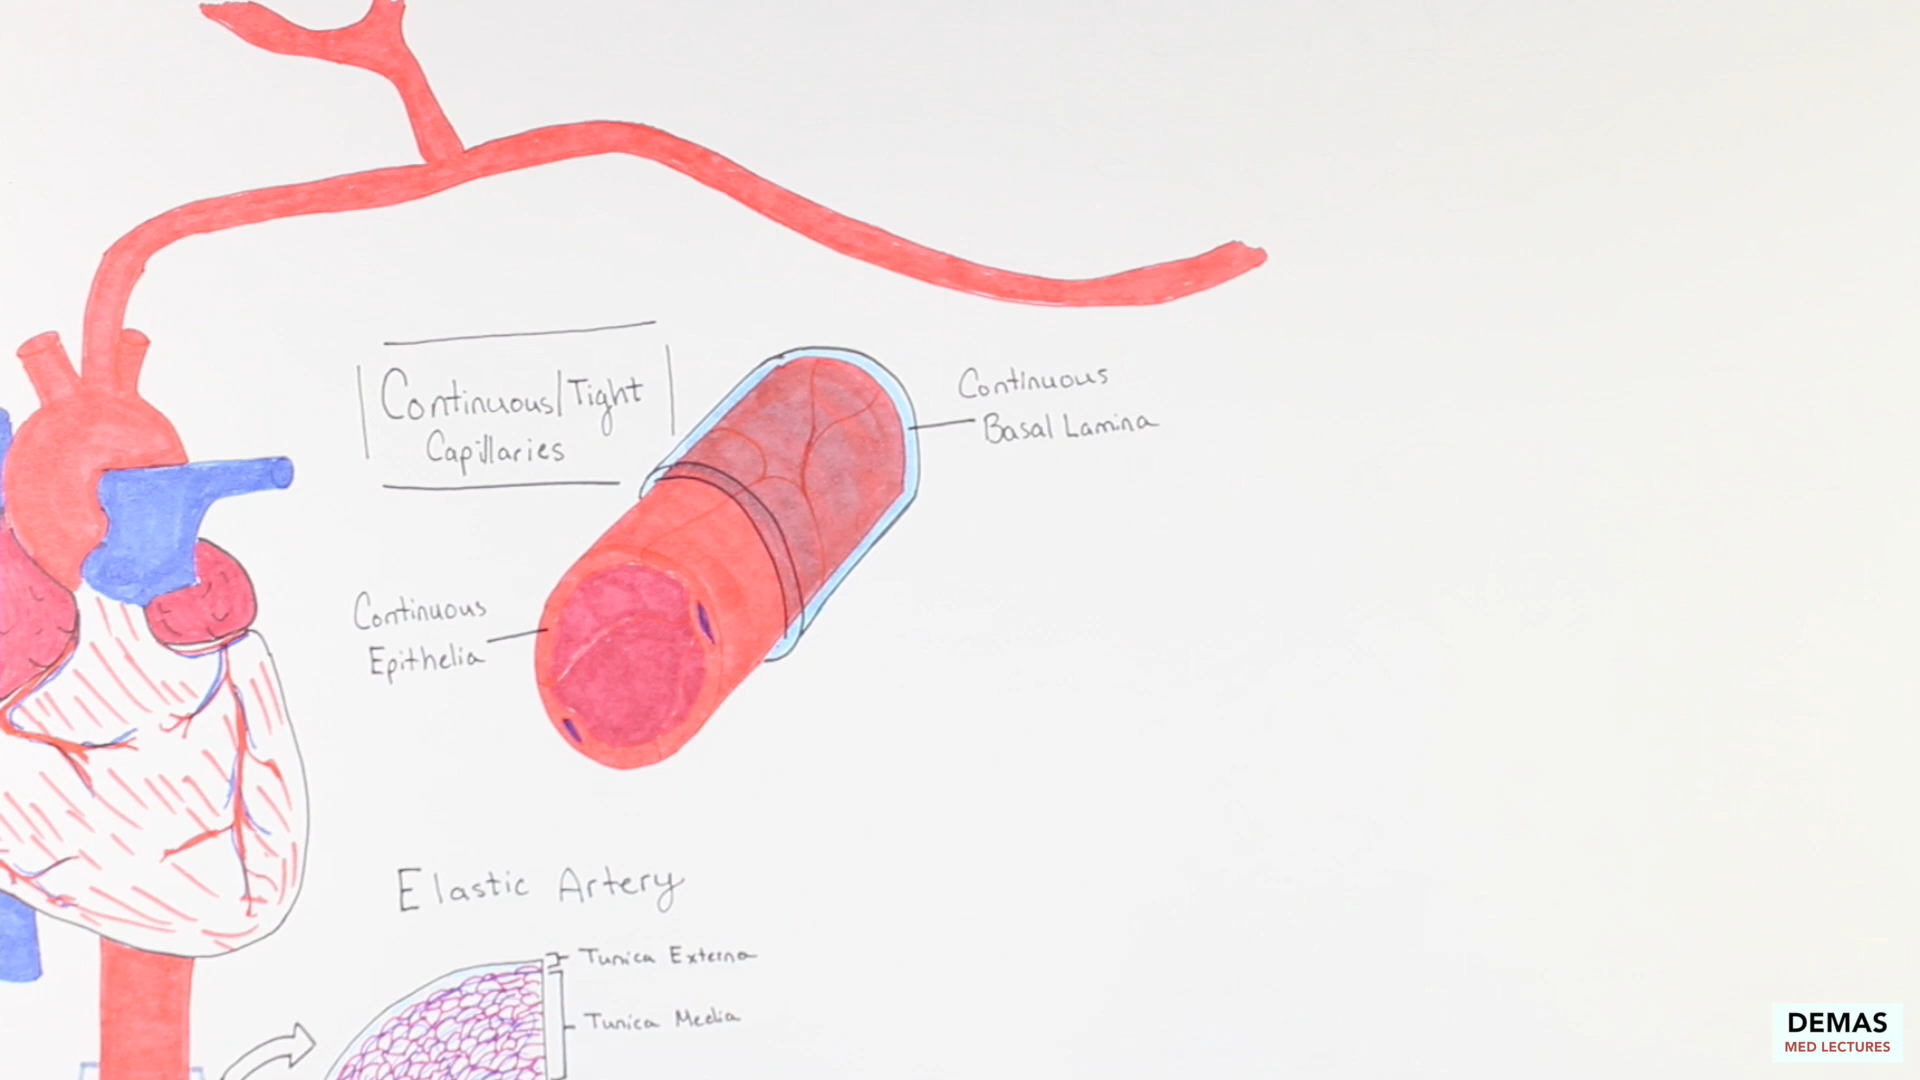 Continuous/Tight
Capillaries
Continuous
Basal Lamina
Continuous
Epithelia
Elastic Artery
Tunica Externa
Tunica Media
DEMAS
MED LECTURES